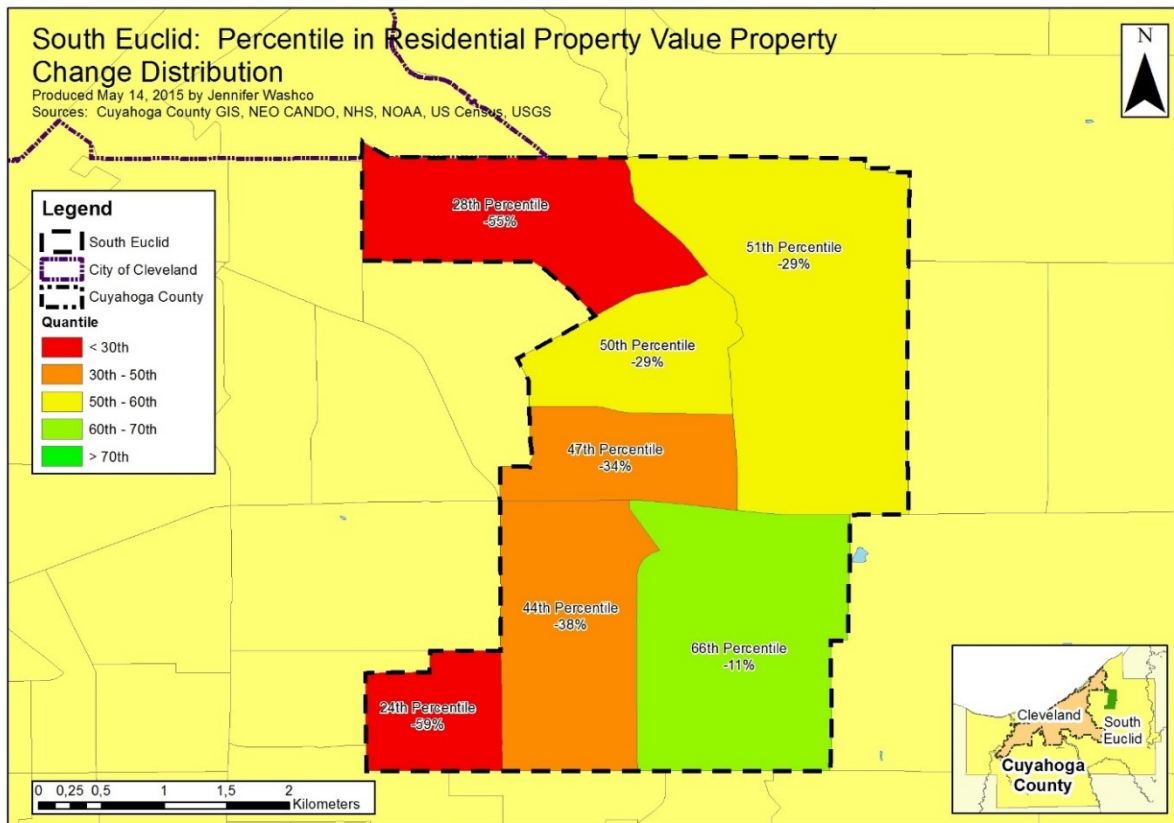 South Euclid:  Percentile in Residential Property Value Property
Change Distribution
Produced May 14, 2015 by Jennifer Washco
Sources:  Cuyahoga County GIS, NEO CANDO, NHS, NOAA, US Census, USGS
N
Legend
South Euclid
City of Cleveland
Cuyahoga County
Quantile
< 30th
30th - 50th
50th - 60th
60th - 70th
> 70th
28th Percentile
-55%
51th Percentile
-29%
50th Percentile
-29%
47th Percentile
-34%
44th Percentile
-38%
66th Percentile
-11%
24th Percentile
-59%
0 0,25 0,5 1 1,5 2
Kilometers
Cleveland
South
Euclid
Cuyahoga
County